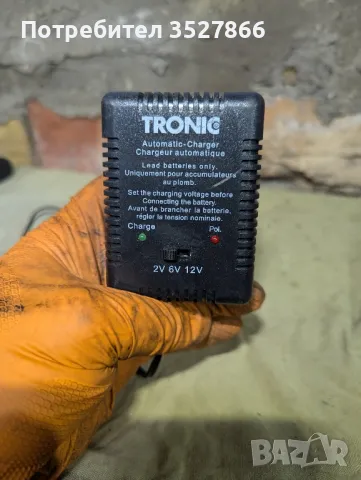 Потребител 3527866
TRONIC
Automatic-Charger
Chargeur automatique
Lead batteries only.
Uniquement pour accumulateurs
au plomb.
Set the charging voltage before
Connecting the battery.
Avant de brancher la batterie,
régler la tension nominale.
Charge Pol.
2V 6V 12V
BAZAR